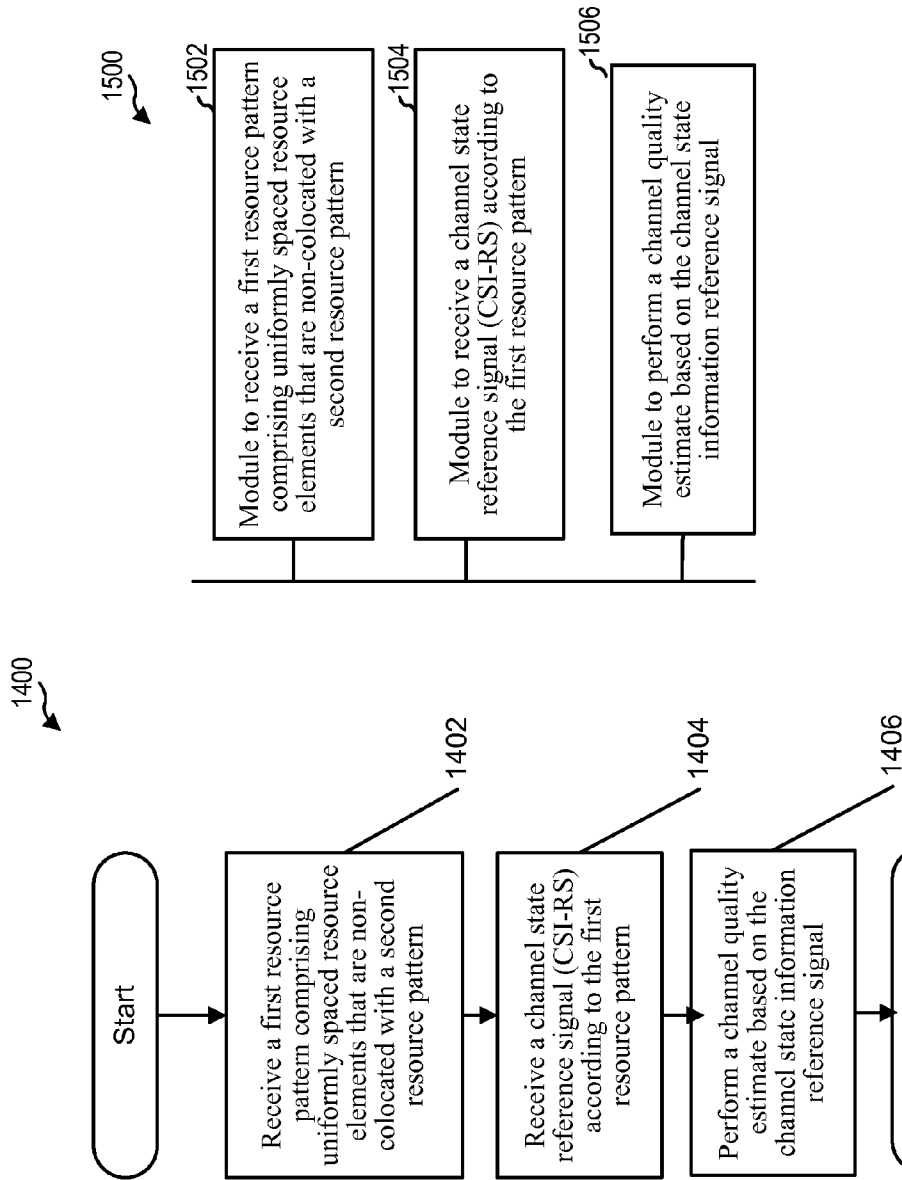 1400
Start
Receive a first resource
pattern comprising
uniformly spaced resource
elements that are non-
colocated with a second
resource pattern
1402
Receive a channel state
reference signal (CSI-RS)
according to the first
resource pattern
1404
Perform a channel quality
estimate based on the
channel state information
reference signal
1406
1500
1502
Module to receive a first resource pattern
comprising uniformly spaced resource
elements that are non-colocated with a
second resource pattern
1504
Module to receive a channel state
reference signal (CSI-RS) according to
the first resource pattern
1506
Module to perform a channel quality
estimate based on the channel state
information reference signal